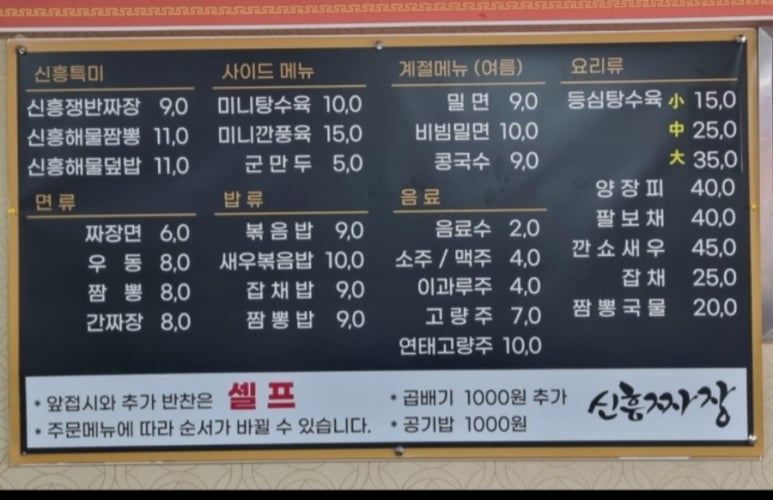 신흥특미
신흥쟁반짜장 9,0
신흥해물짬뽕 11,0
신흥해물덮밥 11,0
면 류
짜장면 6,0
우 동 8,0
짬 뽕 8,0
간짜장 8,0
사이드 메뉴
미니탕수육 10,0
미니깐풍육 15,0
군 만 두 5,0
밥 류
볶 음 밥 9,0
새우볶음밥 10,0
잡 채 밥 9,0
짬 뽕 밥 9,0
계절메뉴 (여름)
밀 면 9,0
비빔밀면 10,0
콩국수 9,0
음 료
음료수 2,0
소주 / 맥주 4,0
이과루주 4,0
고 량 주 7,0
연태고량주 10,0
요리류
등심탕수육 小 15,0
中 25,0
大 35,0
양 장 피 40,0
팔 보 채 40,0
깐 쇼 새 우 45,0
잡 채 25,0
짬 뽕 국 물 20,0
* 앞접시와 추가 반찬은 셀 프
* 주문메뉴에 따라 순서가 바뀔 수 있습니다.
* 곱배기 1000원 추가
* 공기밥 1000원
신흥짜장